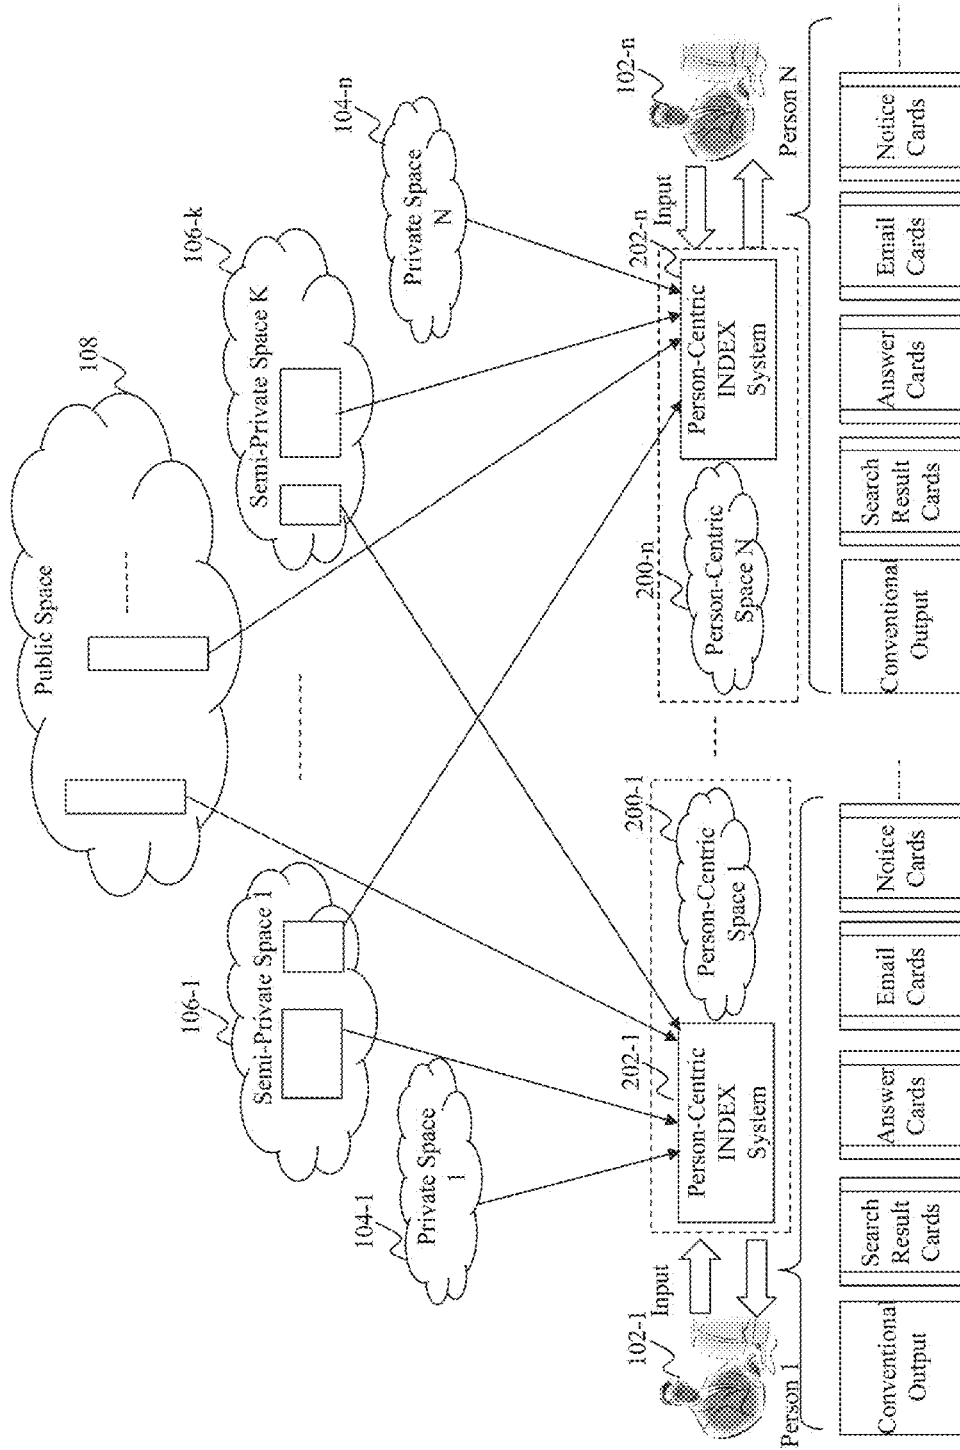 108
Public Space
106-1
Semi-Private Space 1
106-k
Semi-Private Space K
104-1
Private Space
1
104-n
Private Space
N
102-1
Person 1
Input
202-1
Person-Centric
INDEX
System
200-1
Person-Centric
Space 1
200-n
Person-Centric
Space N
202-n
Person-Centric
INDEX
System
Input
102-n
Person N
Conventional
Output
Search
Result
Cards
Answer
Cards
Email
Cards
Notice
Cards
Conventional
Output
Search
Result
Cards
Answer
Cards
Email
Cards
Notice
Cards